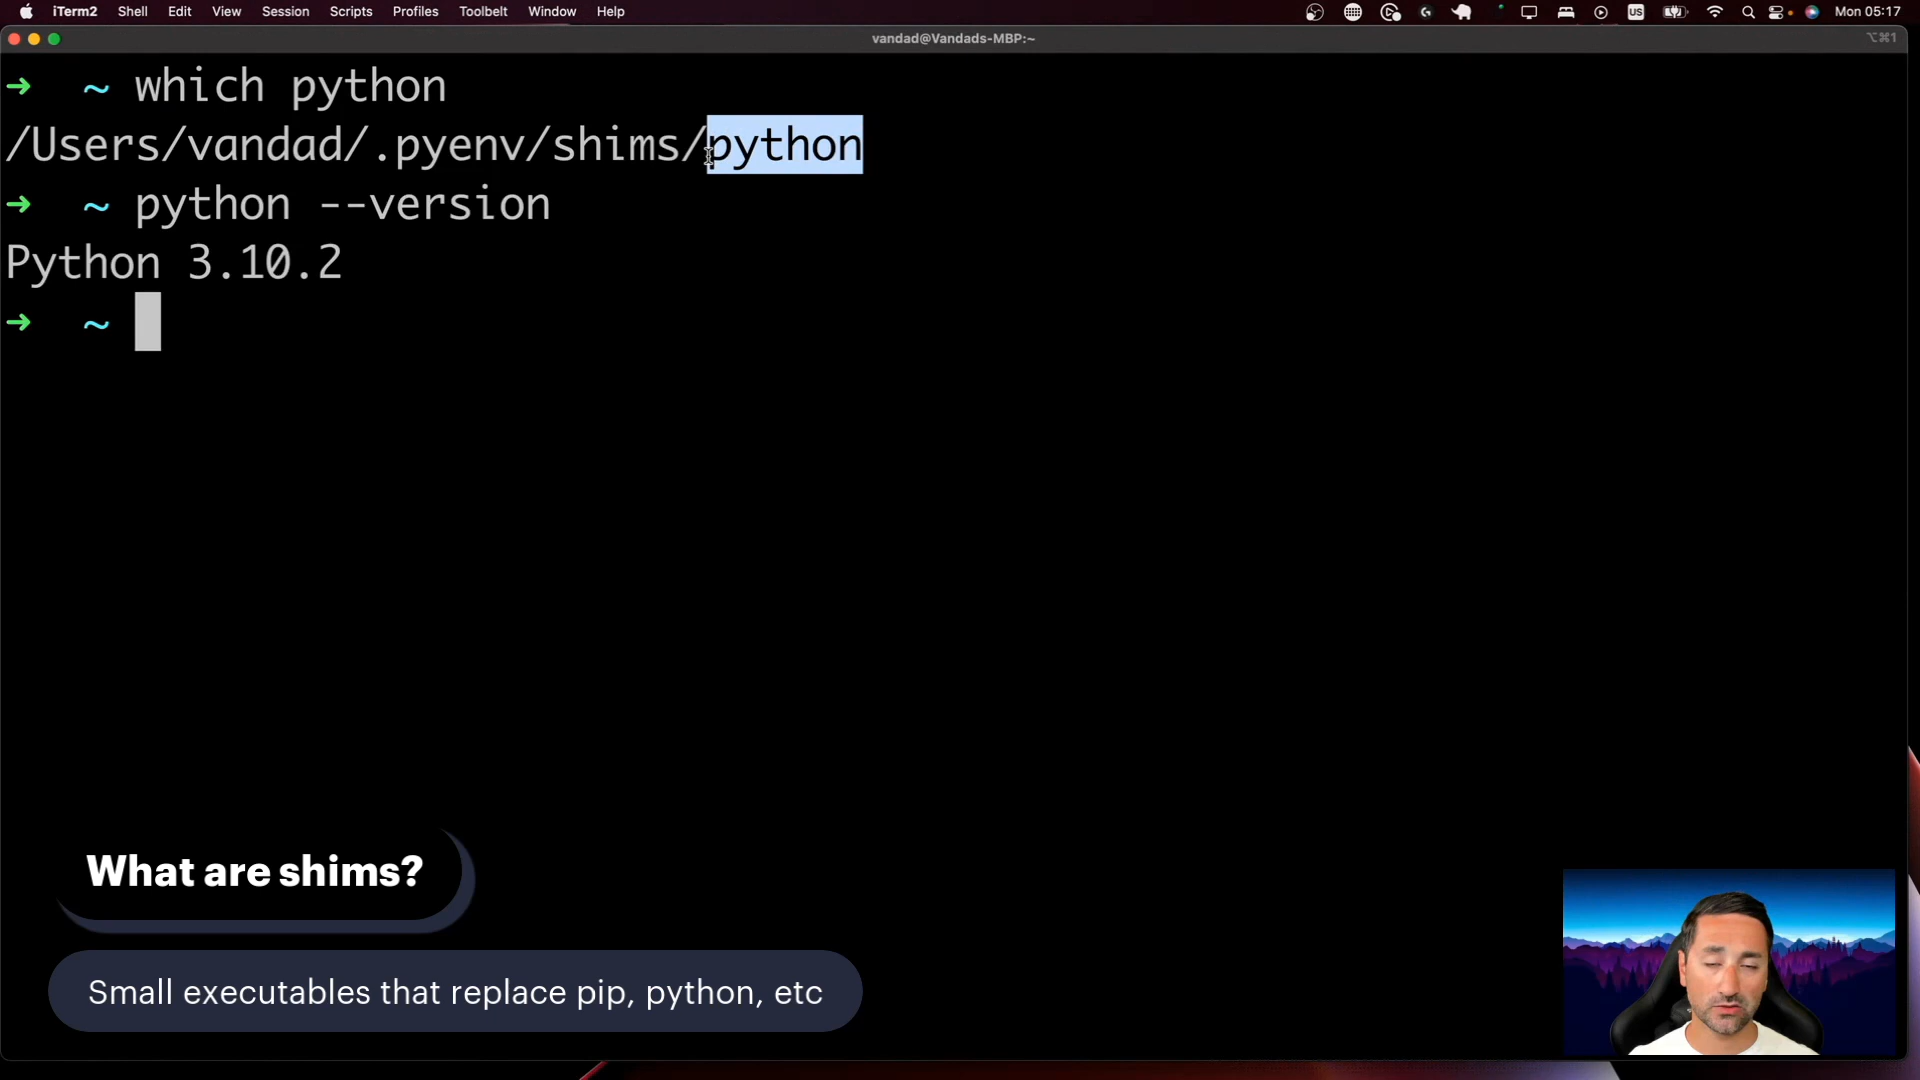 iTerm2 Shell Edit View Session Scripts Profiles Toolbelt Window Help US Mon 05:17
vandad@Vandads-MBP:~ ⌥⌘1
➜ ~ which python
/Users/vandad/.pyenv/shims/python
➜ ~ python --version
Python 3.10.2
➜ ~
What are shims?
Small executables that replace pip, python, etc